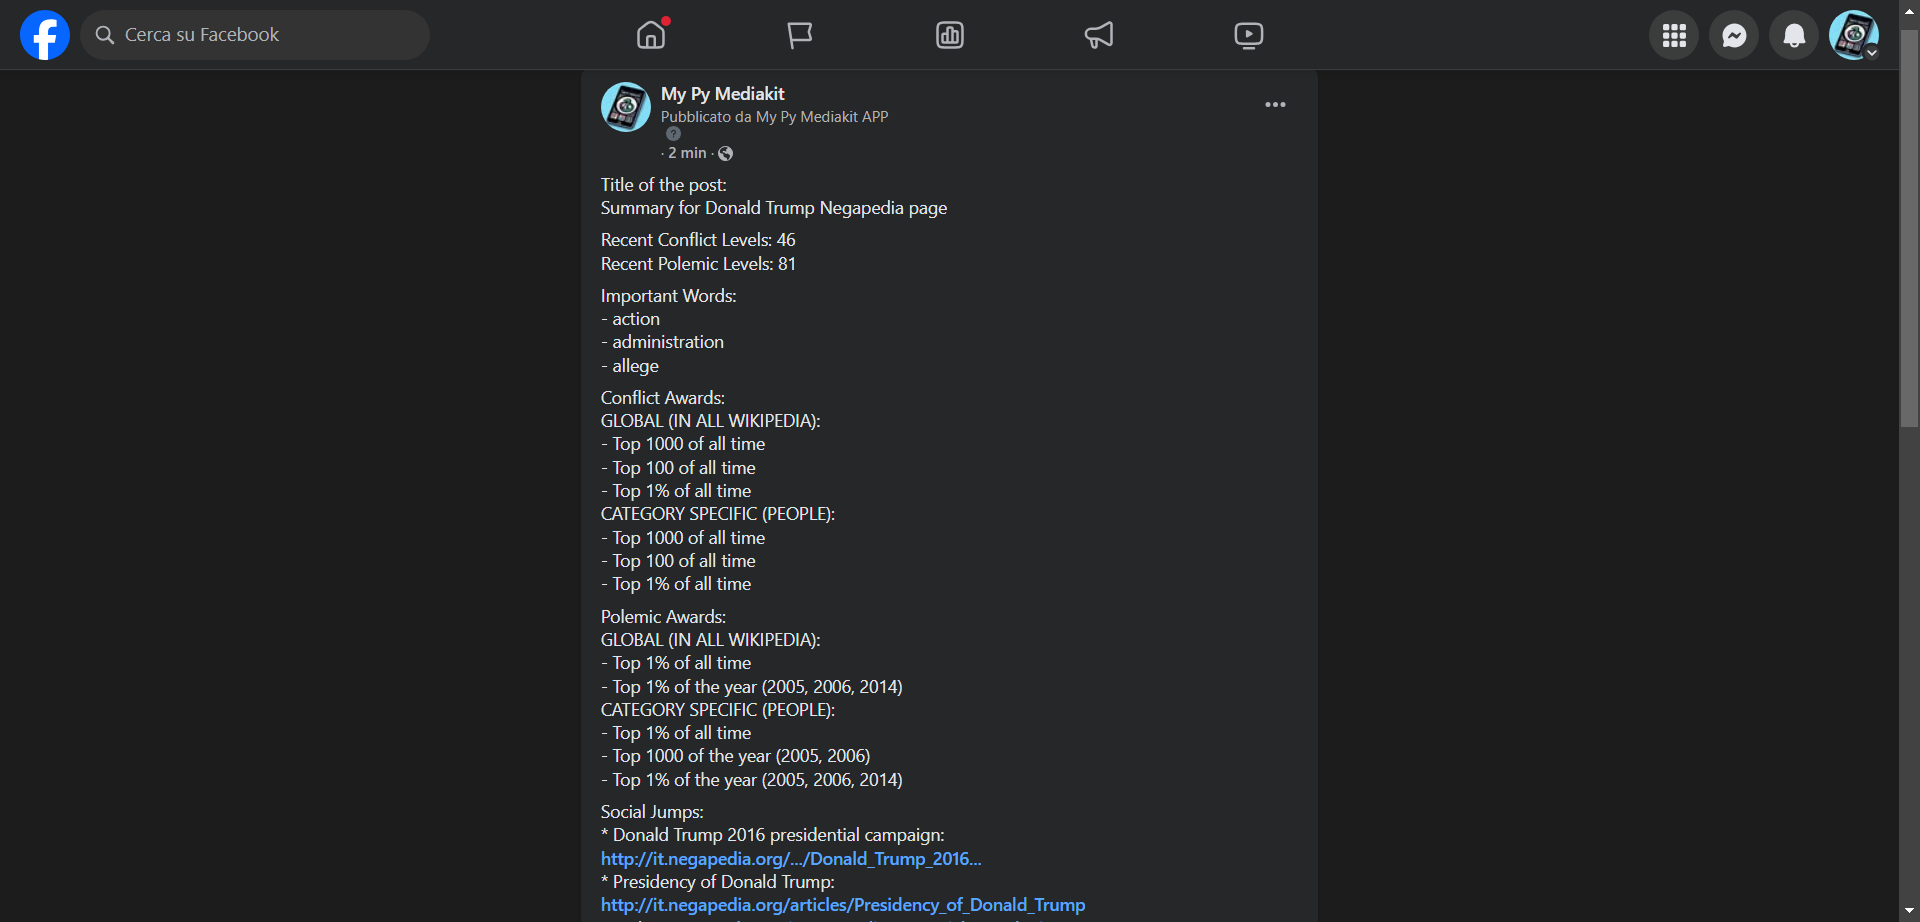 Cerca su Facebook
My Py Mediakit
Pubblicato da My Py Mediakit APP
?
· 2 min ·
Title of the post:
Summary for Donald Trump Negapedia page
Recent Conflict Levels: 46
Recent Polemic Levels: 81
Important Words:
- action
- administration
- allege
Conflict Awards:
GLOBAL (IN ALL WIKIPEDIA):
- Top 1000 of all time
- Top 100 of all time
- Top 1% of all time
CATEGORY SPECIFIC (PEOPLE):
- Top 1000 of all time
- Top 100 of all time
- Top 1% of all time
Polemic Awards:
GLOBAL (IN ALL WIKIPEDIA):
- Top 1% of all time
- Top 1% of the year (2005, 2006, 2014)
CATEGORY SPECIFIC (PEOPLE):
- Top 1% of all time
- Top 1000 of the year (2005, 2006)
- Top 1% of the year (2005, 2006, 2014)
Social Jumps:
* Donald Trump 2016 presidential campaign:
http://it.negapedia.org/.../Donald_Trump_2016...
* Presidency of Donald Trump:
http://it.negapedia.org/articles/Presidency_of_Donald_Trump